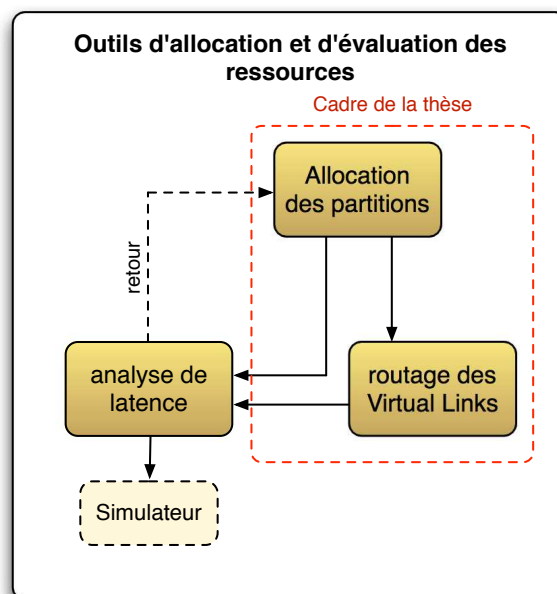 Outils d'allocation et d'évaluation des
ressources
Cadre de la thèse
Allocation
des partitions
retour
analyse de
latence
routage des
Virtual Links
Simulateur